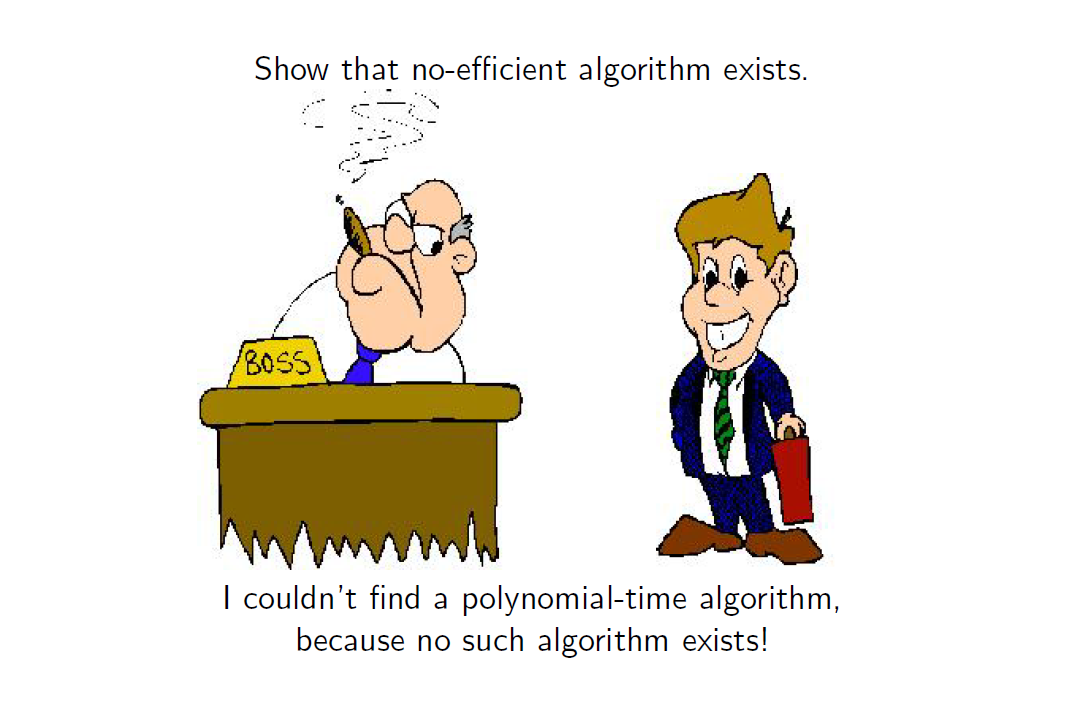 Show that no-efficient algorithm exists.
BOSS
I couldn't find a polynomial-time algorithm,
because no such algorithm exists!